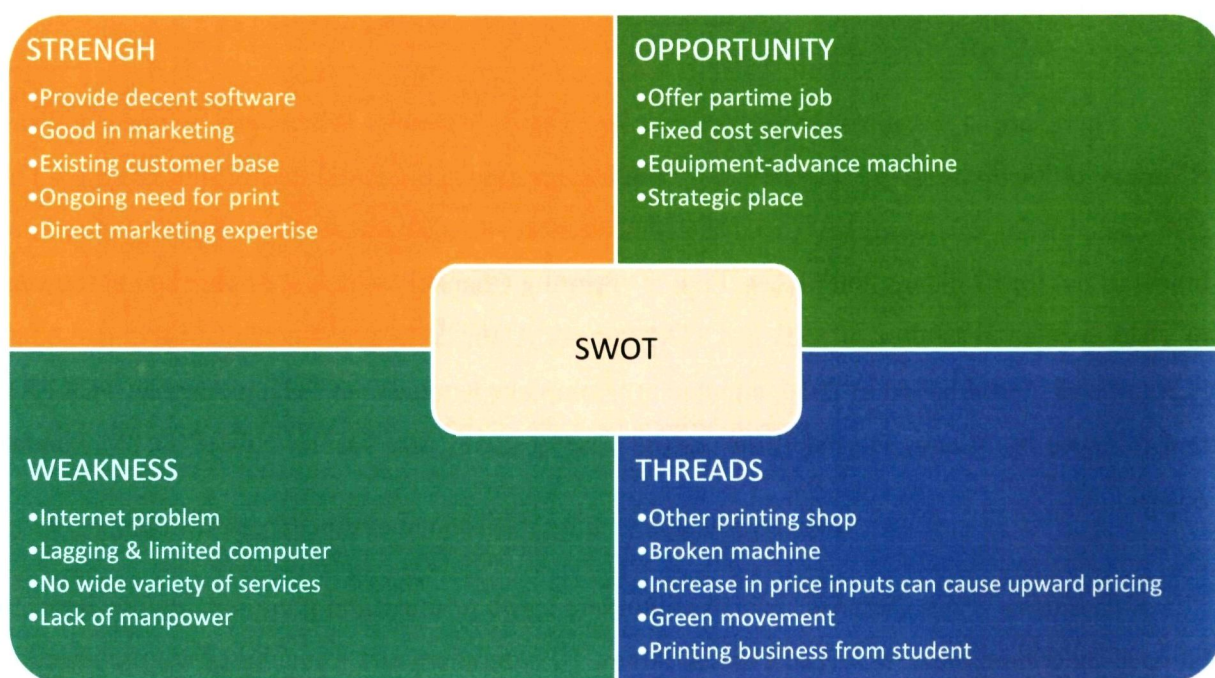 STRENGH
•Provide decent software
•Good in marketing
•Existing customer base
•Ongoing need for print
•Direct marketing expertise
OPPORTUNITY
•Offer partime job
•Fixed cost services
•Equipment-advance machine
•Strategic place
SWOT
WEAKNESS
•Internet problem
•Lagging & limited computer
•No wide variety of services
•Lack of manpower
THREADS
•Other printing shop
•Broken machine
•Increase in price inputs can cause upward pricing
•Green movement
•Printing business from student